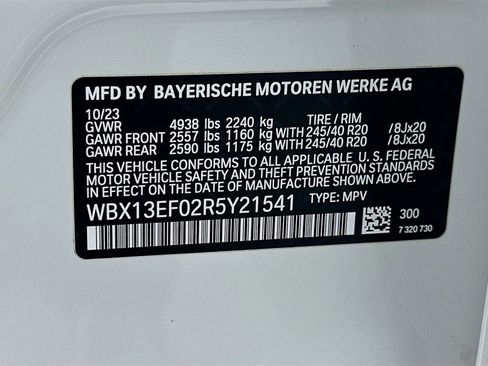 MFD BY BAYERISCHE MOTOREN WERKE AG
10/23
GVWR 4938 lbs 2240 kg TIRE / RIM
GAWR FRONT 2557 lbs 1160 kg WITH 245/40 R20 /8Jx20
GAWR REAR 2590 lbs 1175 kg WITH 245/40 R20 /8Jx20
THIS VEHICLE CONFORMS TO ALL APPLICABLE U. S. FEDERAL
MOTOR VEHICLE SAFETY AND THEFT PREVENTION STANDARDS
IN EFFECT ON THE DATE OF MANUFACTURE SHOWN ABOVE.
WBX13EF02R5Y21541 TYPE: MPV
300
7 320 730